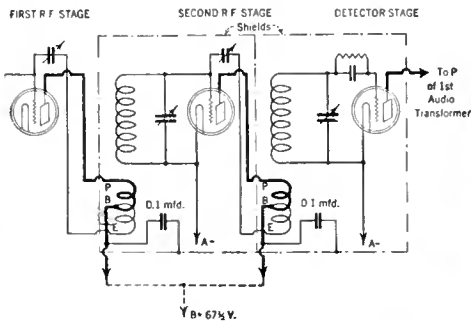 FIRST R F STAGE
SECOND R F STAGE
DETECTOR STAGE
Shields
To P
of 1st
Audio
Transformer
P
B
E
0.1 mfd.
A-
P
B
E
0 1 mfd.
A-
B+ 67½ V.